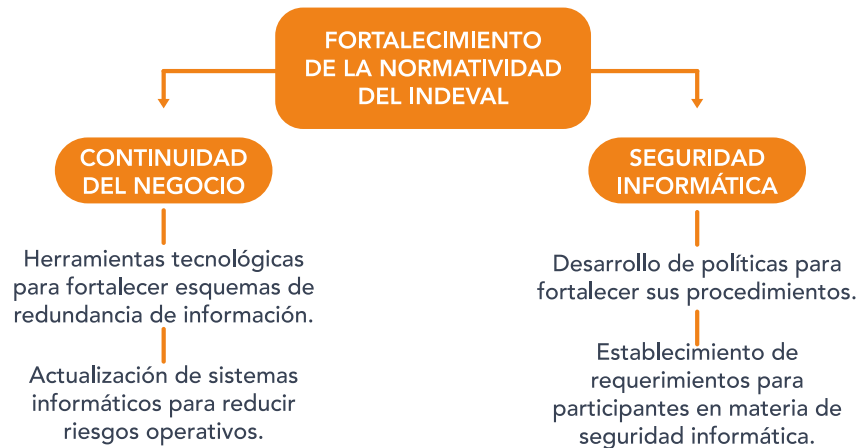 FORTALECIMIENTO
DE LA NORMATIVIDAD
DEL INDEVAL
CONTINUIDAD
DEL NEGOCIO
Herramientas tecnológicas
para fortalecer esquemas de
redundancia de información.
Actualización de sistemas
informáticos para reducir
riesgos operativos.
SEGURIDAD
INFORMÁTICA
Desarrollo de políticas para
fortalecer sus procedimientos.
Establecimiento de
requerimientos para
participantes en materia de
seguridad informática.